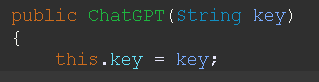 public ChatGPT(String key)
{
this.key = key;